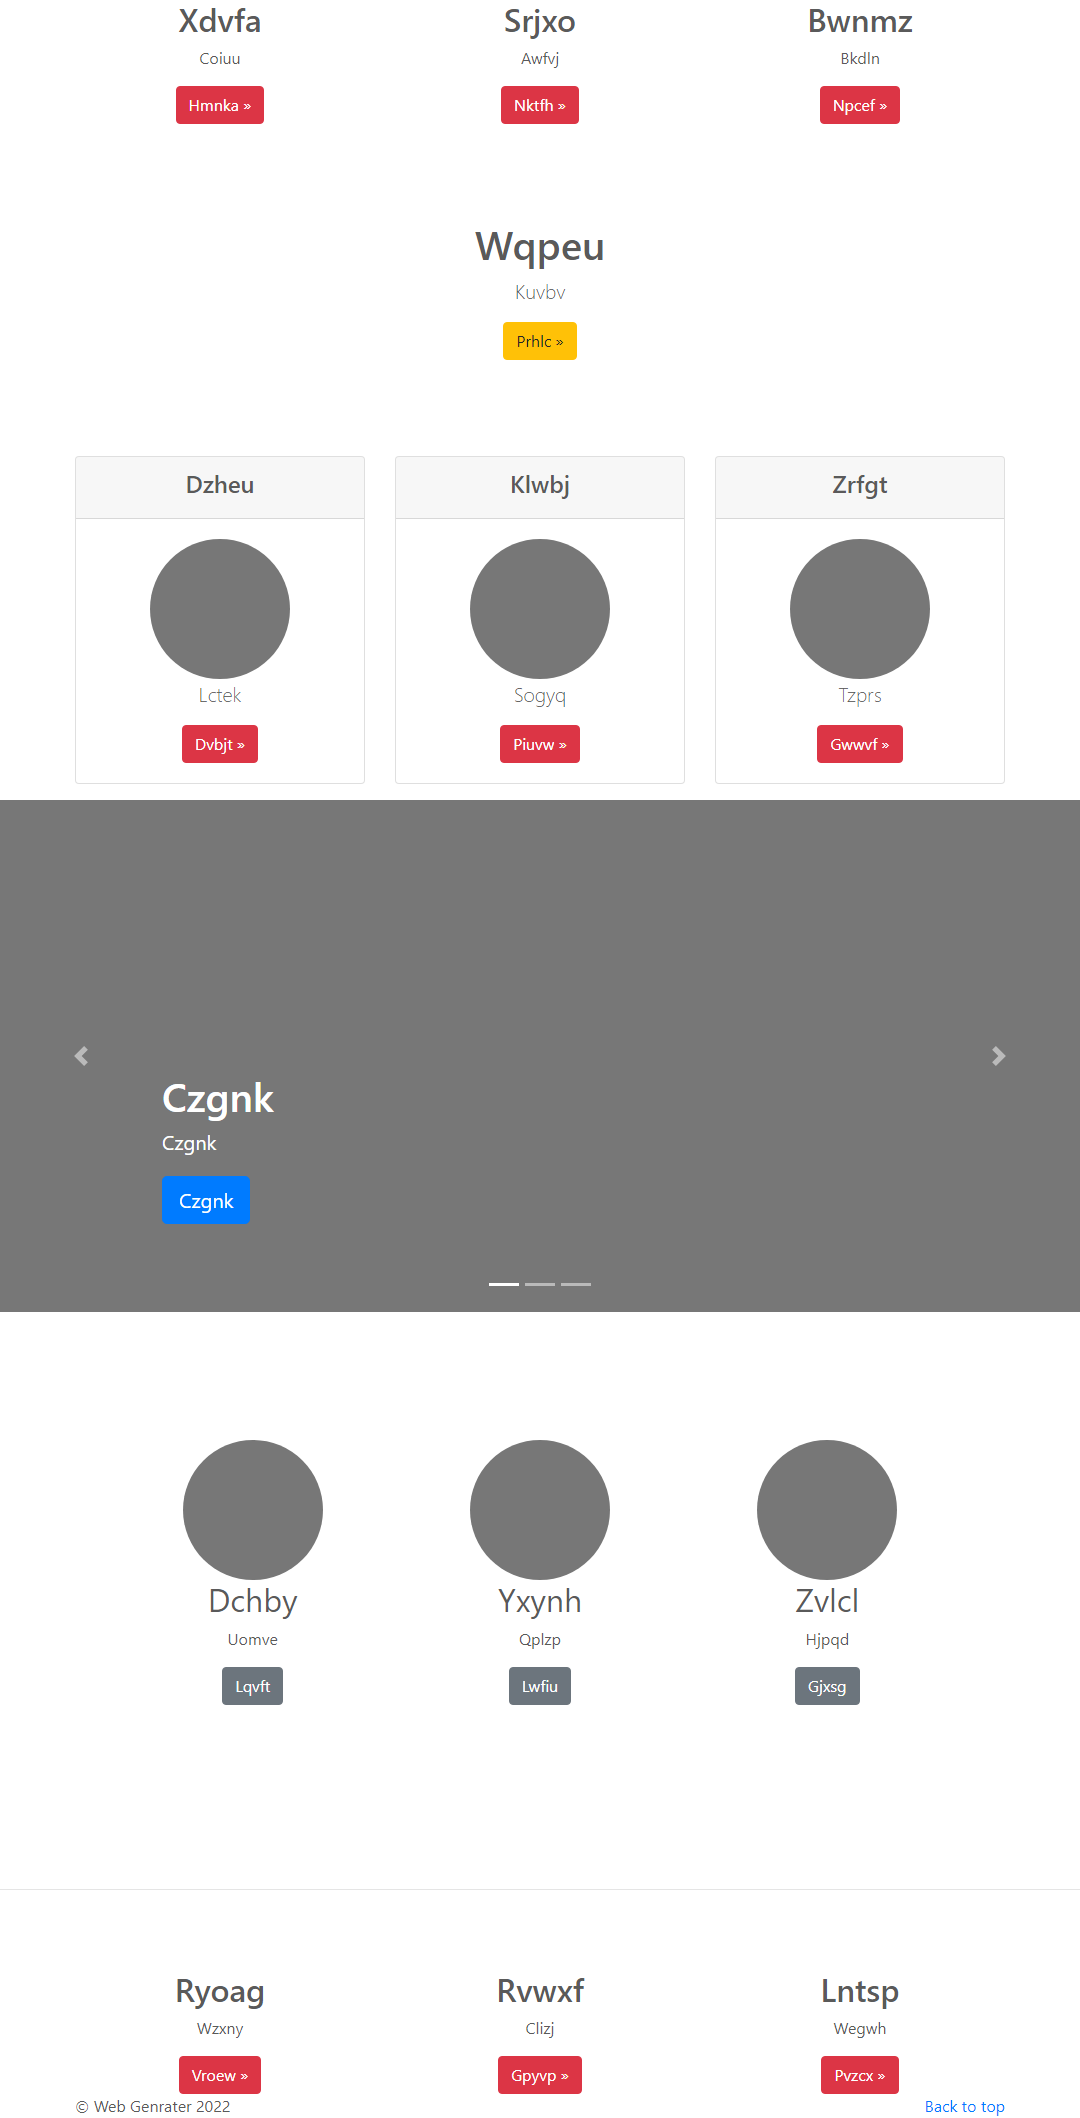 Xdvfa
Coiuu
Hmnka »
Srjxo
Awfvj
Nktfh »
Bwnmz
Bkdln
Npcef »
Wqpeu
Kuvbv
Prhlc »
Dzheu
Lctek
Dvbjt »
Klwbj
Sogyq
Piuvw »
Zrfgt
Tzprs
Gwwvf »
Czgnk
Czgnk
Czgnk
Dchby
Uomve
Lqvft
Yxynh
Qplzp
Lwfiu
Zvlcl
Hjpqd
Gjxsg
Ryoag
Wzxny
Vroew »
Rvwxf
Clizj
Gpyvp »
Lntsp
Wegwh
Pvzcx »
© Web Genrater 2022
Back to top